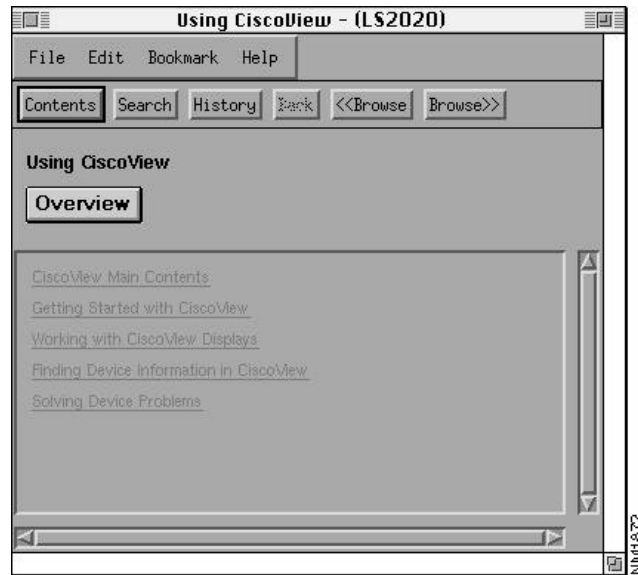 Using CiscoView - (LS2020)
File Edit Bookmark Help
Contents Search History Back <<Browse Browse>>
Using CiscoView
Overview
CiscoView Main Contents
Getting Started with CiscoView
Working with CiscoView Displays
Finding Device Information in CiscoView
Solving Device Problems